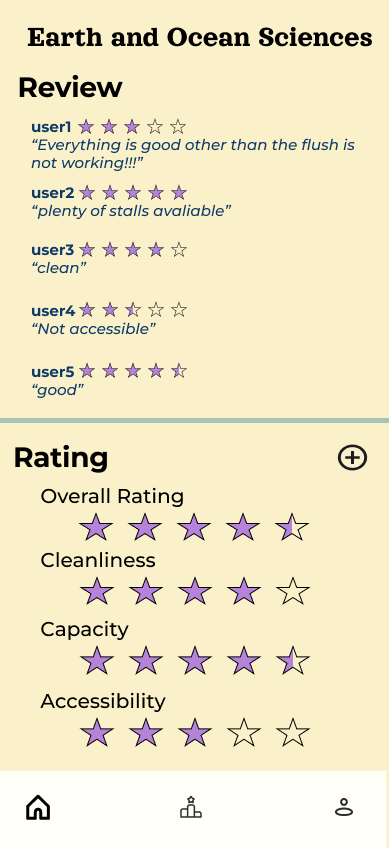 Earth and Ocean Sciences
Review
user1
“Everything is good other than the flush is
not working!!!”
user2
“plenty of stalls avaliable”
user3
“clean”
user4
“Not accessible”
user5
“good”
Rating
Overall Rating
Cleanliness
Capacity
Accessibility